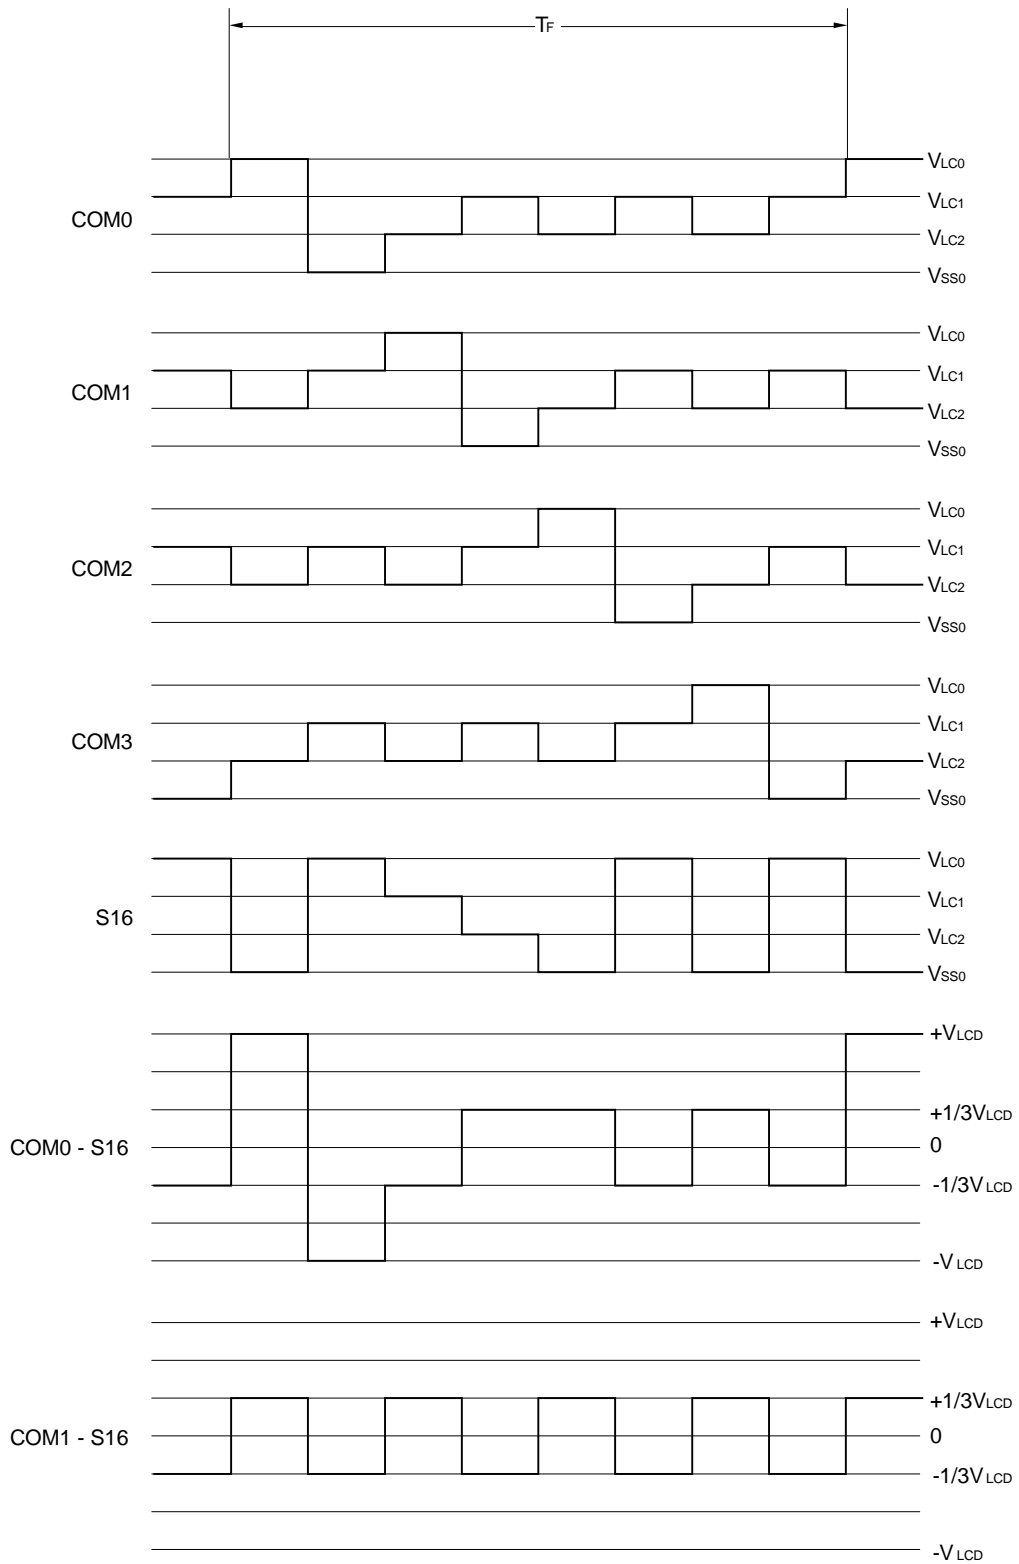 TF
VLC0
VLC1
COM0
VLC2
VSS0
VLC0
VLC1
COM1
VLC2
VSS0
VLC0
VLC1
COM2
VLC2
VSS0
VLC0
VLC1
COM3
VLC2
VSS0
VLC0
VLC1
S16
VLC2
VSS0
+VLCD
+1/3VLCD
COM0 - S16
0
-1/3VLCD
-VLCD
+VLCD
+1/3VLCD
COM1 - S16
0
-1/3VLCD
-VLCD